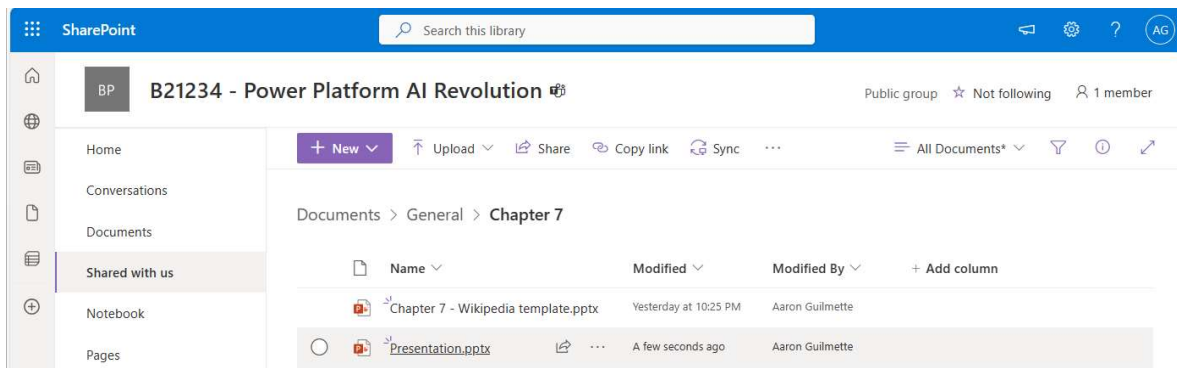 SharePoint
Search this library
?
AG
BP
B21234 - Power Platform AI Revolution
Public group
Not following
1 member
Home
Conversations
Documents
Shared with us
Notebook
Pages
+ New
Upload
Share
Copy link
Sync
...
All Documents*
Documents > General > Chapter 7
Name
Modified
Modified By
+ Add column
Chapter 7 - Wikipedia template.pptx
Yesterday at 10:25 PM
Aaron Guilmette
Presentation.pptx
...
A few seconds ago
Aaron Guilmette